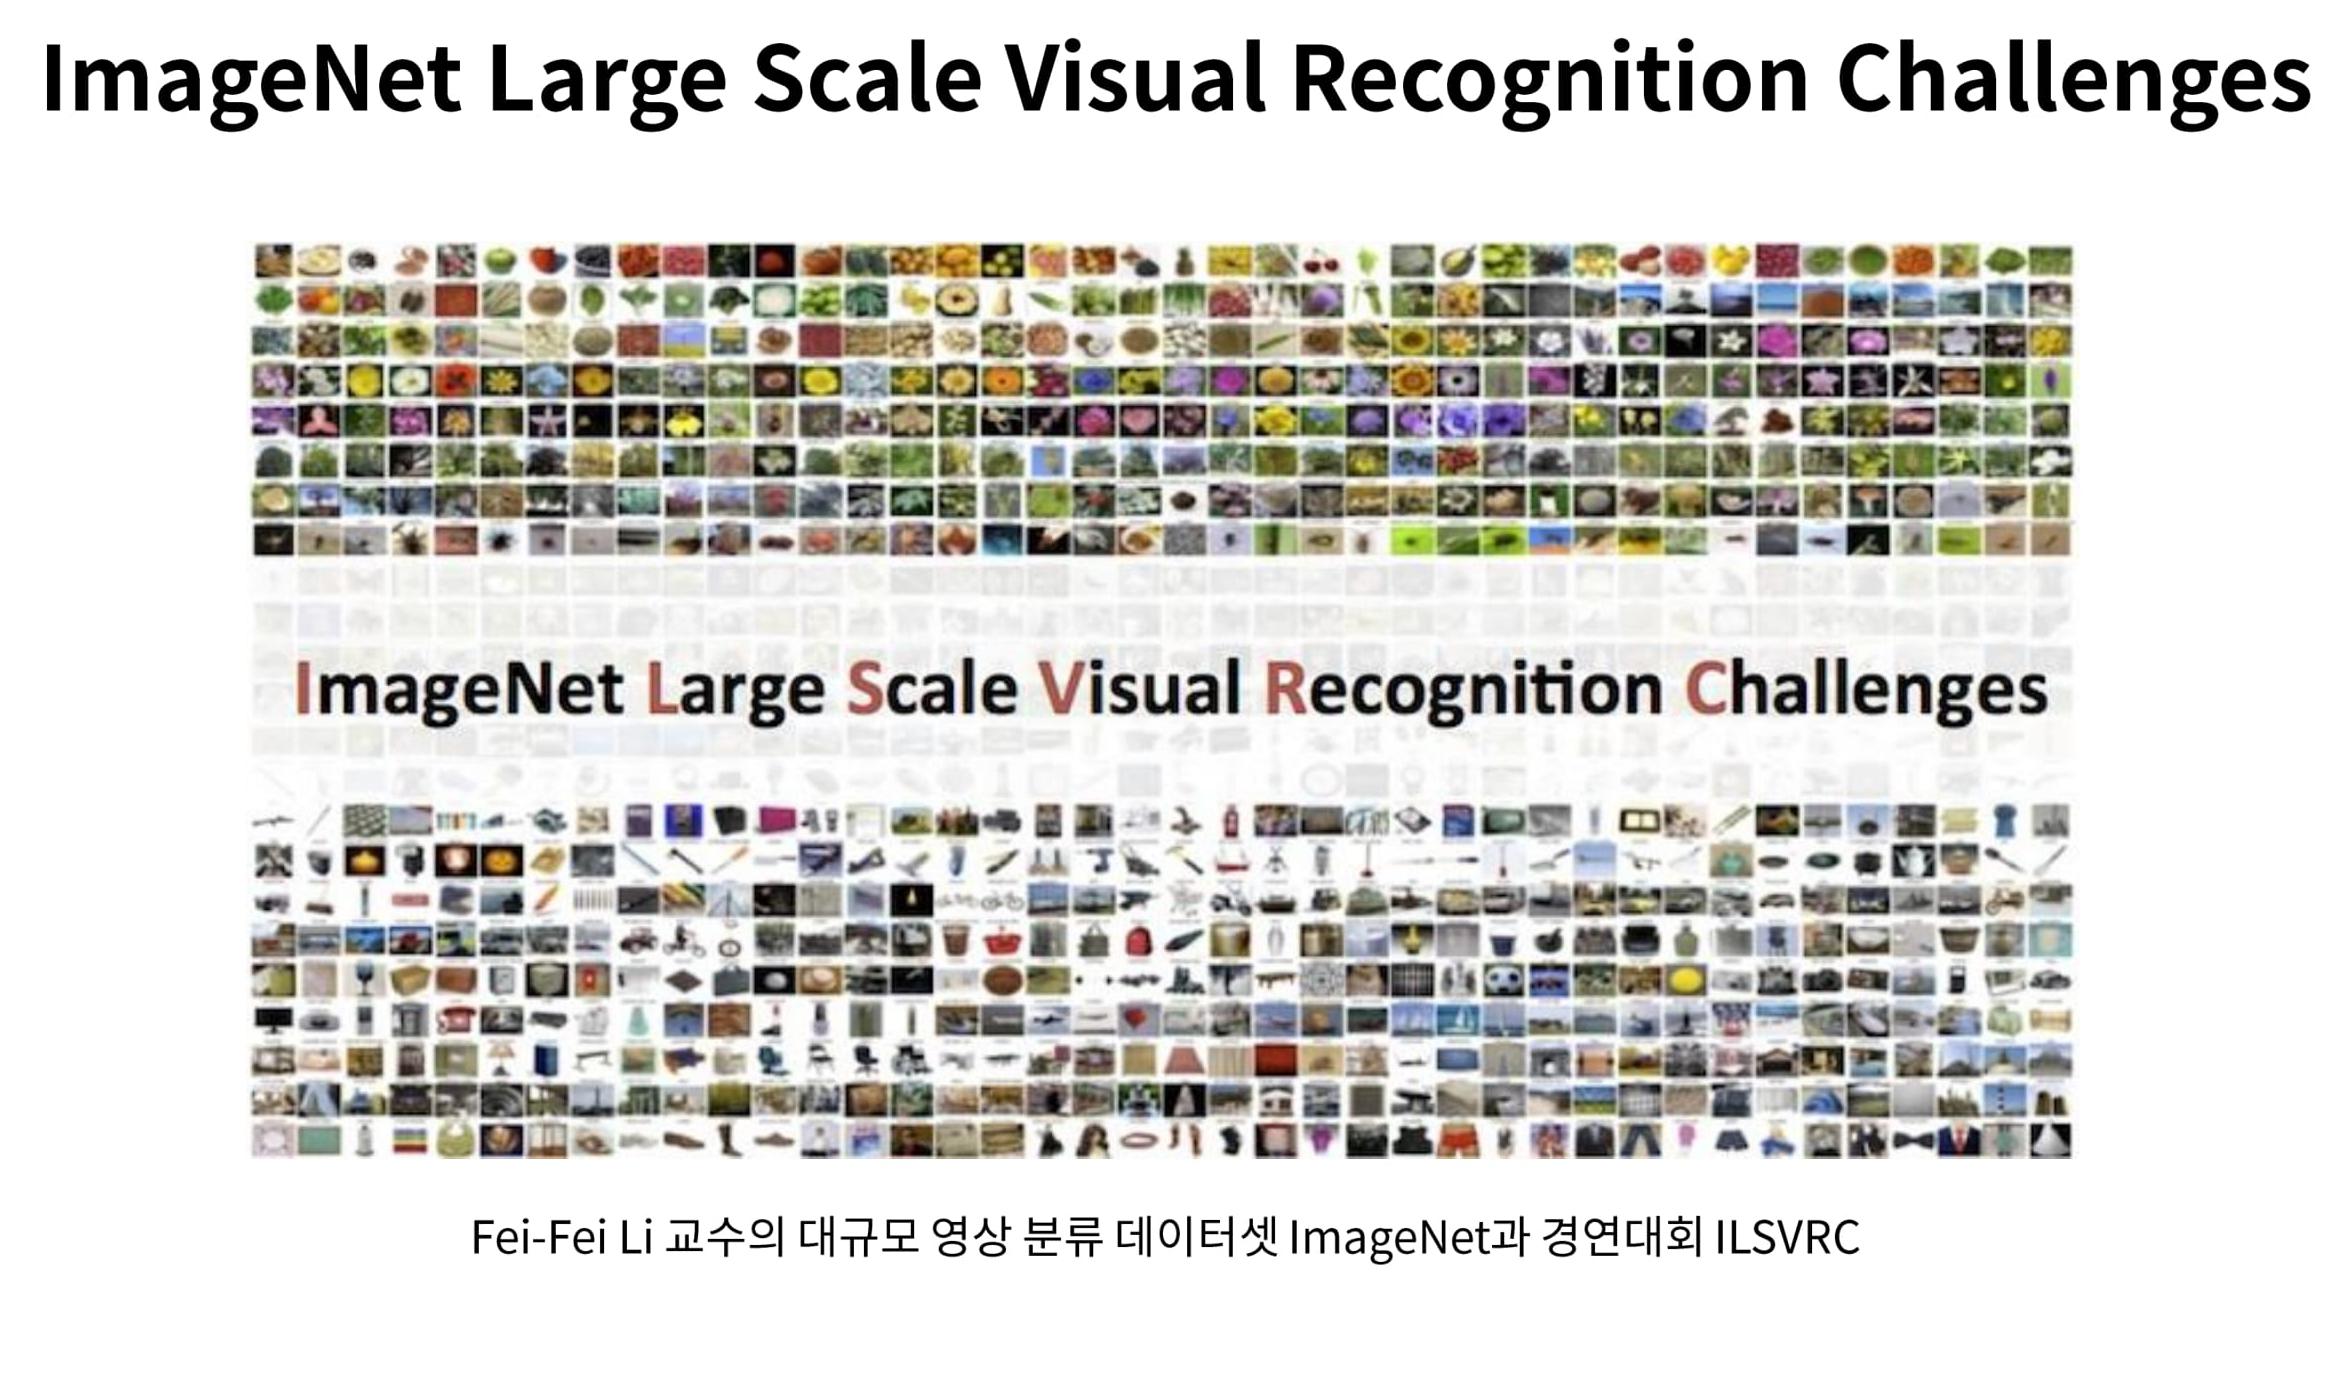 ImageNet Large Scale Visual Recognition Challenges
ImageNet Large Scale Visual Recognition Challenges
Fei-Fei Li 교수의 대규모 영상 분류 데이터셋 ImageNet과 경연대회 ILSVRC